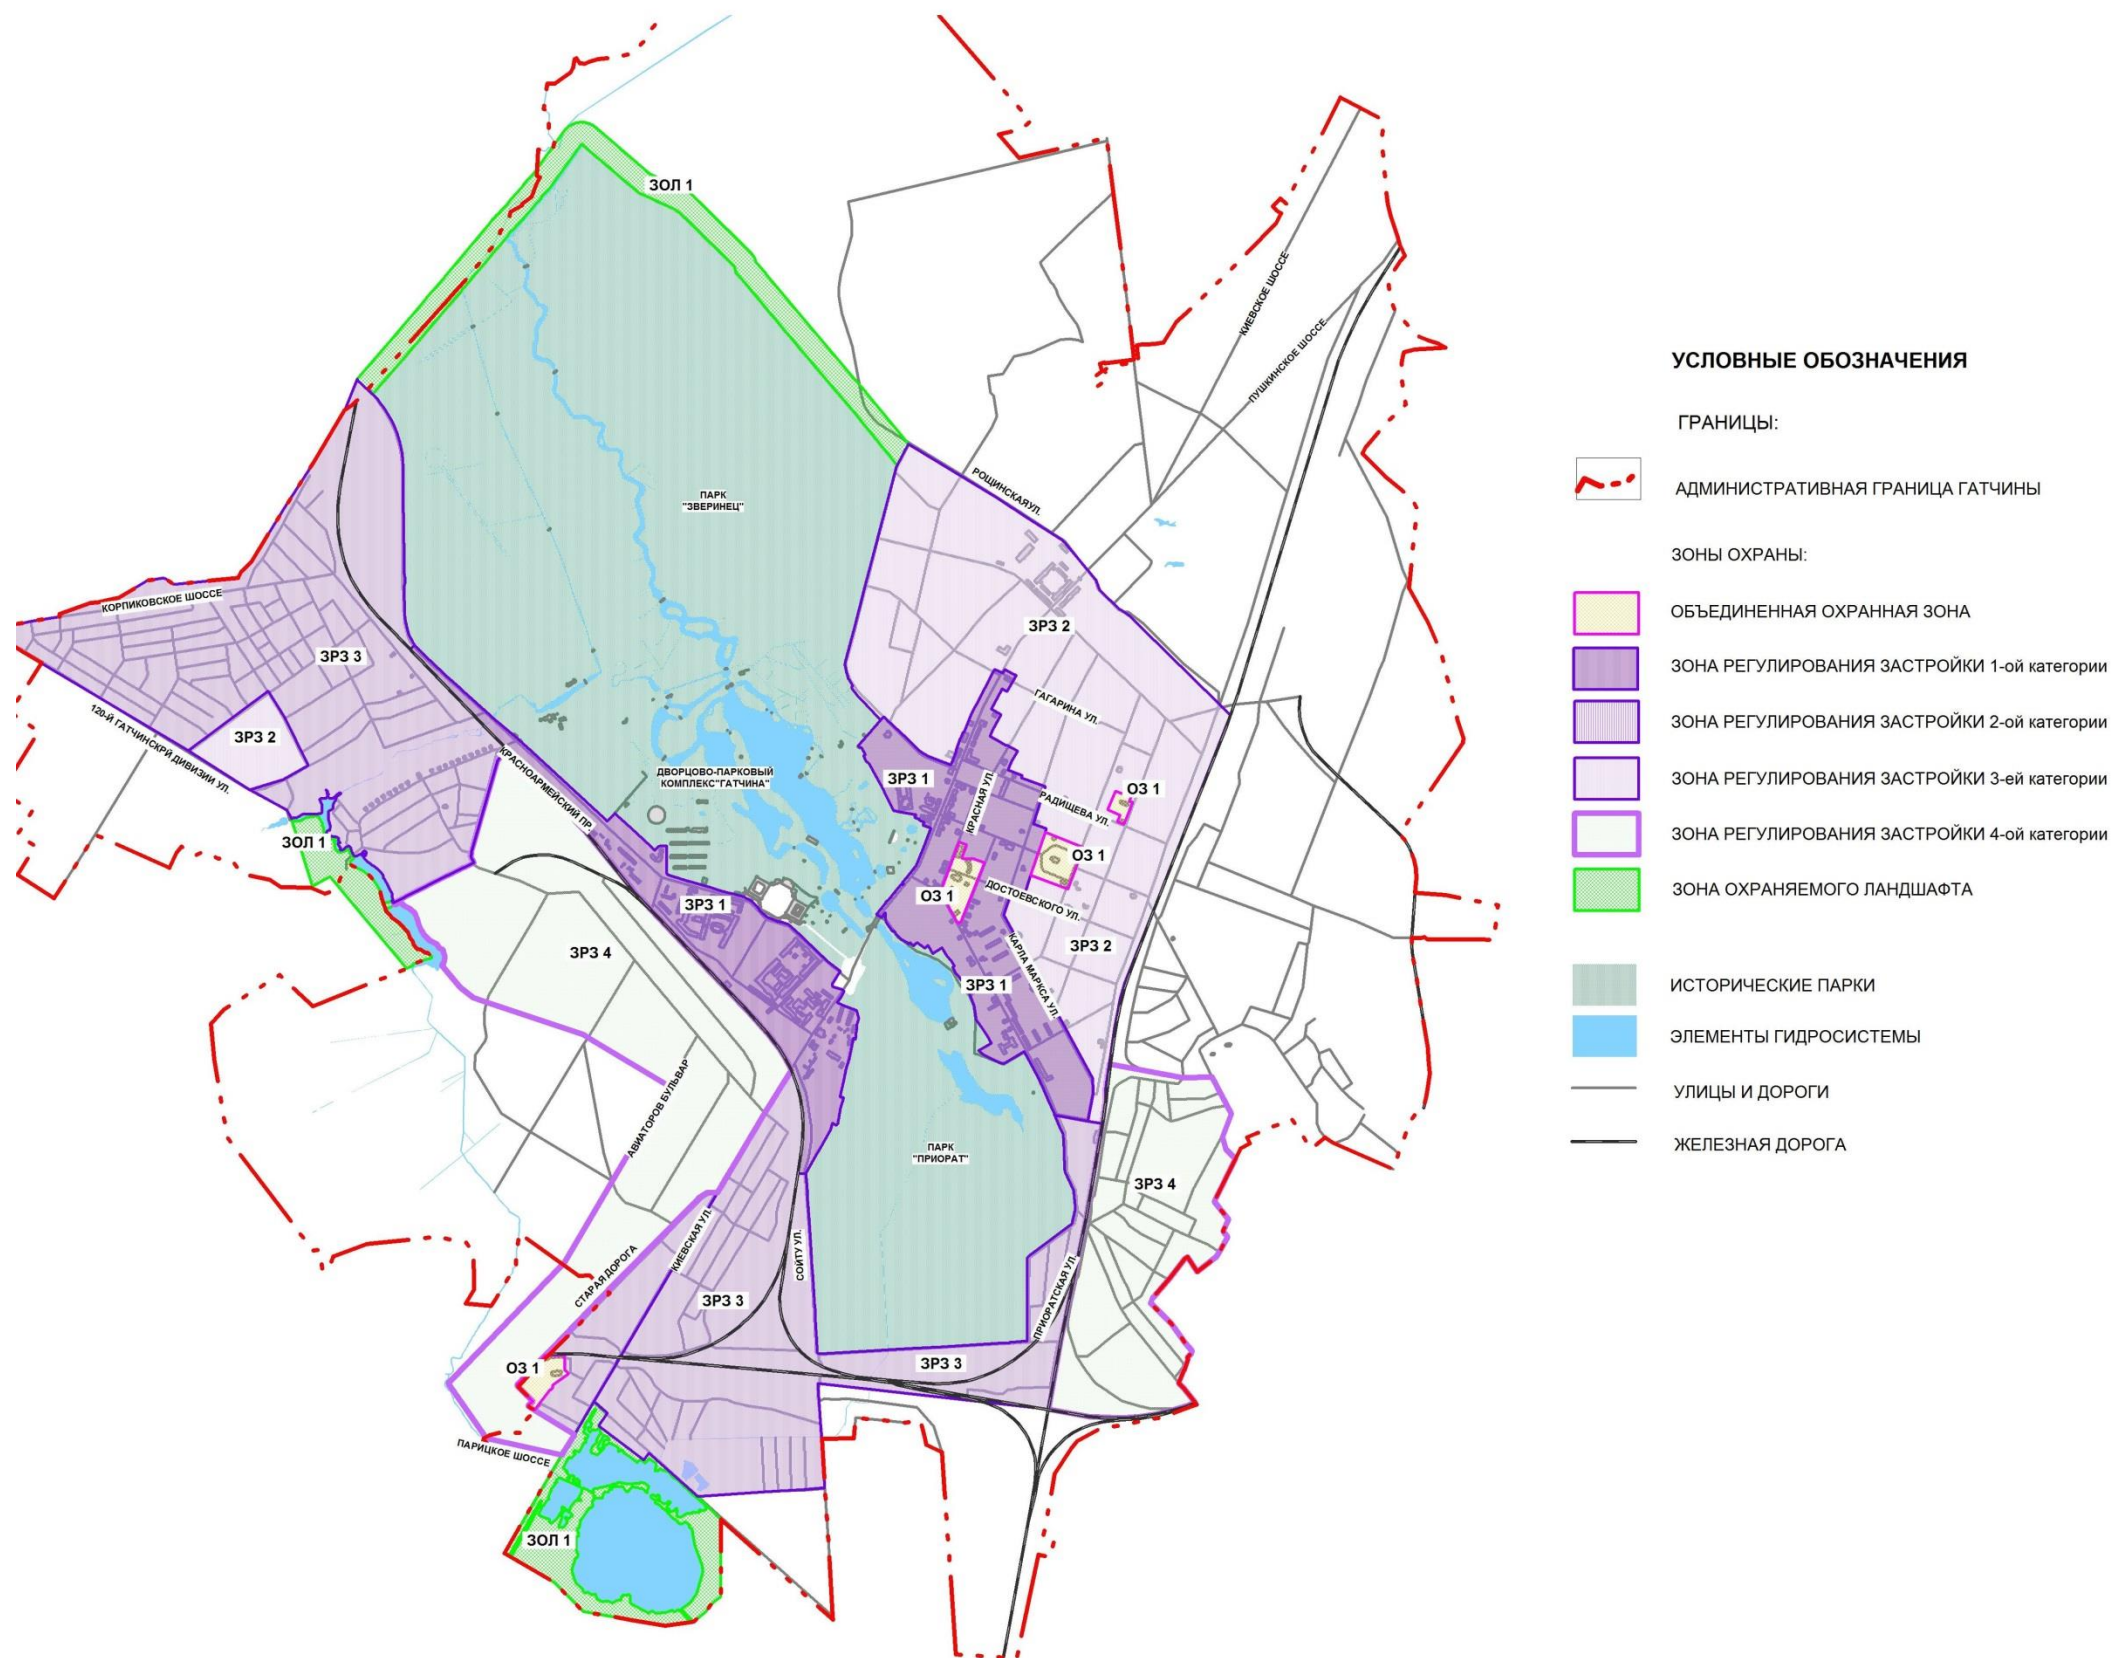 ЗОЛ 1
КИЕВСКОЕ ШОССЕ
ПУШКИНСКОЕ ШОССЕ
РОЩИНСКАЯУЛ.
ПАРК
"ЗВЕРИНЕЦ"
КОРПИКОВСКОЕ ШОССЕ
ЗРЗ 2
ЗРЗ 3
ГАГАРИНА УЛ.
120-Й ГАТЧИНСКРЙ ДИВИЗИИ УЛ.
ЗРЗ 2
КРАСНОАРМЕЙСКИЙ ПР.
ДВОРЦОВО-ПАРКОВЫЙ
КОМПЛЕКС"ГАТЧИНА"
ЗРЗ 1
КРАСНАЯ УЛ.
РАДИЩЕВА УЛ.
ОЗ 1
ЗОЛ 1
ОЗ 1
ОЗ 1
ДОСТОЕВСКОГО УЛ.
ЗРЗ 1
ЗРЗ 4
ЗРЗ 2
КАРЛА МАРКСА УЛ.
ЗРЗ 1
АВИАТОРОВ БУЛЬВАР
ПАРК
"ПРИОРАТ"
ЗРЗ 4
КИЕВСКАЯ УЛ.
СТАРАЯ ДОРОГА
СОЙТУ УЛ.
ПРИОРАТСКАЯ УЛ.
ЗРЗ 3
ЗРЗ 3
ОЗ 1
ПАРИЦКОЕ ШОССЕ
ЗОЛ 1
УСЛОВНЫЕ ОБОЗНАЧЕНИЯ
ГРАНИЦЫ:
АДМИНИСТРАТИВНАЯ ГРАНИЦА ГАТЧИНЫ
ЗОНЫ ОХРАНЫ:
ОБЪЕДИНЕННАЯ ОХРАННАЯ ЗОНА
ЗОНА РЕГУЛИРОВАНИЯ ЗАСТРОЙКИ 1-ой категории
ЗОНА РЕГУЛИРОВАНИЯ ЗАСТРОЙКИ 2-ой категории
ЗОНА РЕГУЛИРОВАНИЯ ЗАСТРОЙКИ 3-ей категории
ЗОНА РЕГУЛИРОВАНИЯ ЗАСТРОЙКИ 4-ой категории
ЗОНА ОХРАНЯЕМОГО ЛАНДШАФТА
ИСТОРИЧЕСКИЕ ПАРКИ
ЭЛЕМЕНТЫ ГИДРОСИСТЕМЫ
УЛИЦЫ И ДОРОГИ
ЖЕЛЕЗНАЯ ДОРОГА